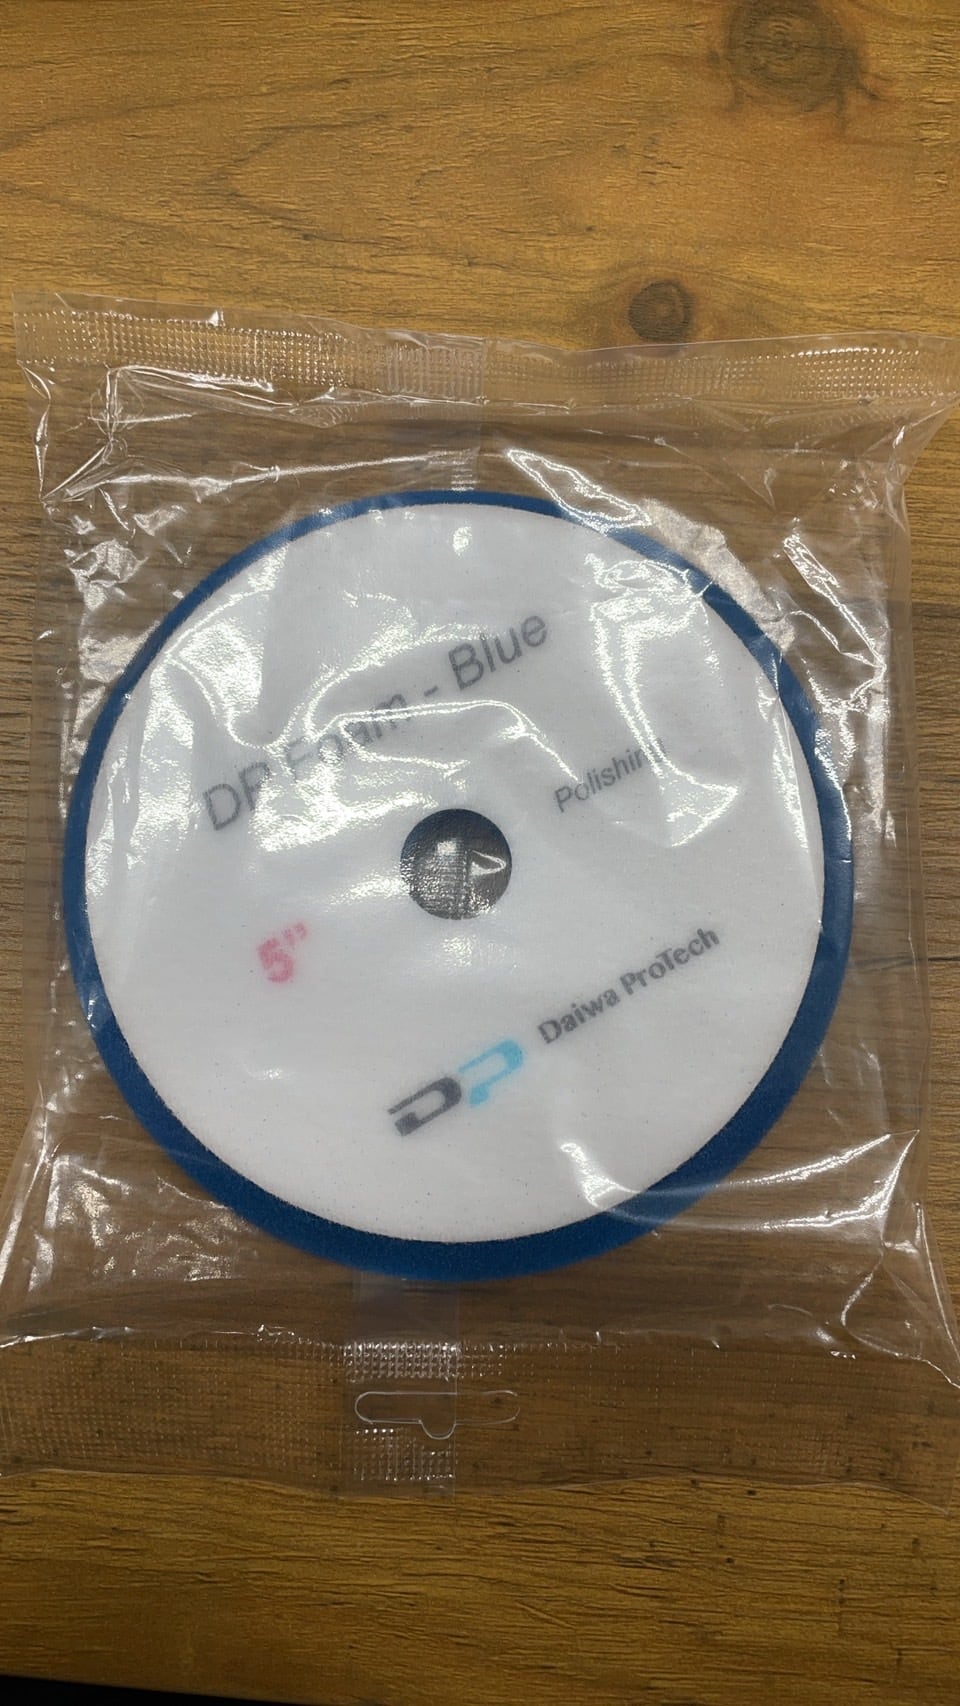 DP Foam - Blue
Polishing
5"
DP Daiwa ProTech